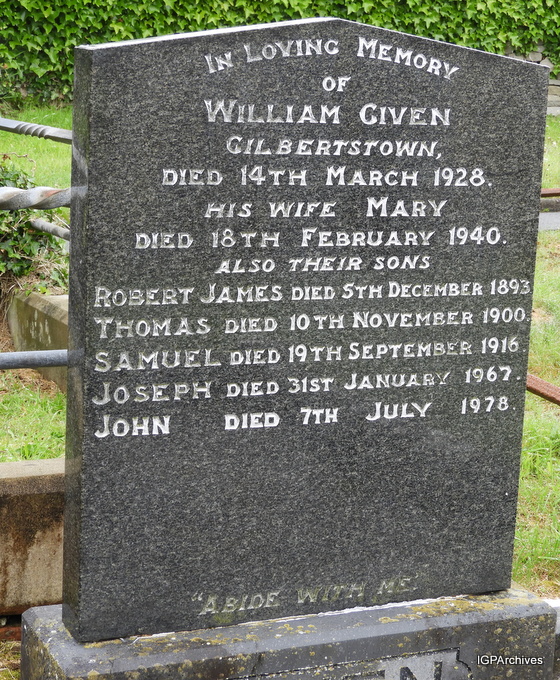 IN LOVING MEMORY
OF
WILLIAM GIVEN
GILBERTSTOWN,
DIED 14TH MARCH 1928.
HIS WIFE MARY
DIED 18TH FEBRUARY 1940.
ALSO THEIR SONS
ROBERT JAMES DIED 5TH DECEMBER 1893
THOMAS DIED 10TH NOVEMBER 1900.
SAMUEL DIED 19TH SEPTEMBER 1916
JOSEPH DIED 31ST JANUARY 1967.
JOHN DIED 7TH JULY 1978.
"ABIDE WITH ME"
IGPArchives